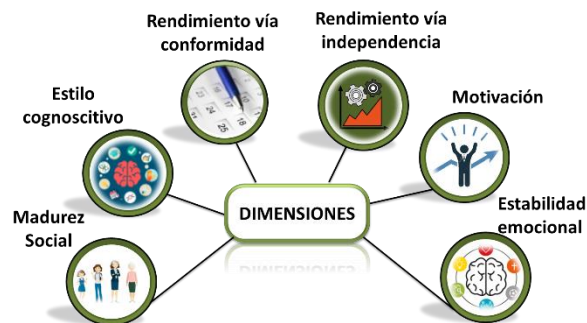 Rendimiento vía
conformidad
Rendimiento vía
independencia
Estilo
cognoscitivo
Motivación
Madurez
Social
DIMENSIONES
Estabilidad
emocional